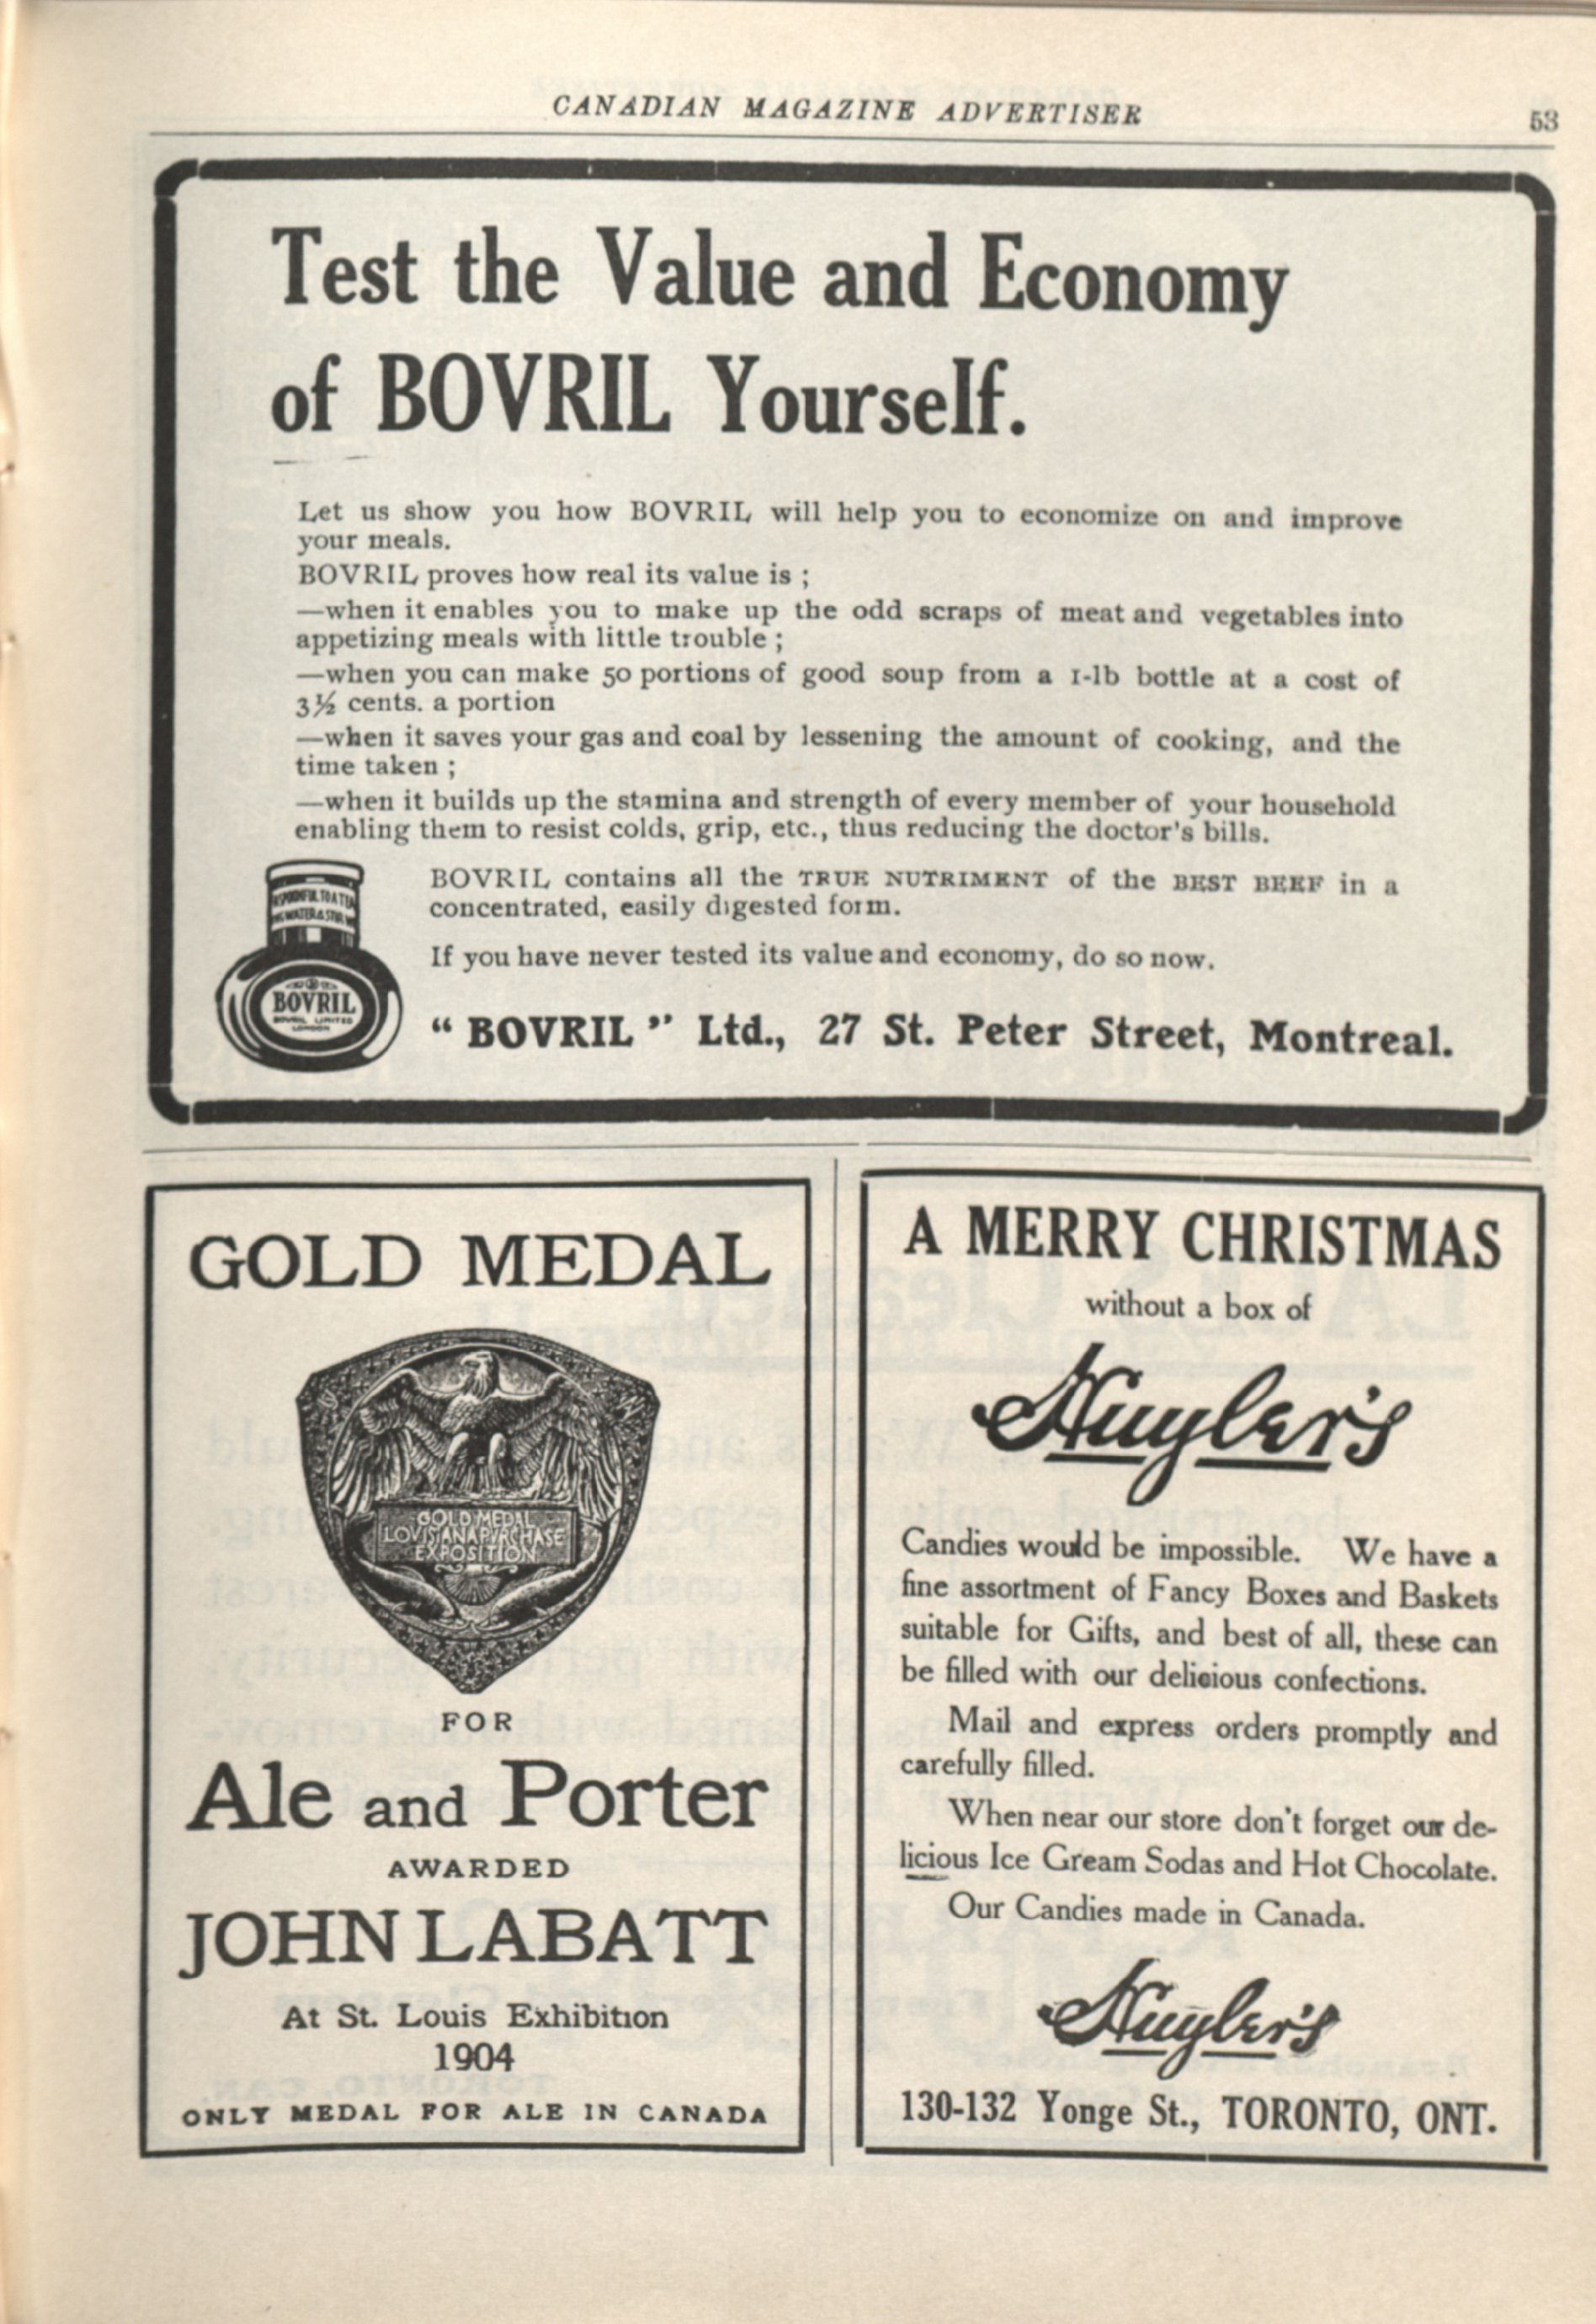 CANADIAN MAGAZINE ADVERTISER 53
Test the Value and Economy
of BOVRIL Yourself.
Let us show you how BOVRIL will help you to economize on and improve
your meals.
BOVRIL proves how real its value is ;
—when it enables you to make up the odd scraps of meat and vegetables into
appetizing meals with little trouble ;
—when you can make 50 portions of good soup from a 1-lb bottle at a cost of
3½ cents. a portion
—when it saves your gas and coal by lessening the amount of cooking, and the
time taken ;
—when it builds up the stamina and strength of every member of your household
enabling them to resist colds, grip, etc., thus reducing the doctor's bills.
BOVRIL contains all the TRUE NUTRIMENT of the BEST BEEF in a
concentrated, easily digested form.
If you have never tested its value and economy, do so now.
BOVRIL
BOVRIL LIMITED
LONDON
“ BOVRIL ” Ltd., 27 St. Peter Street, Montreal.
GOLD MEDAL
GOLD MEDAL
LOVISIANA PVRCHASE
EXPOSITION
FOR
Ale and Porter
AWARDED
JOHN LABATT
At St. Louis Exhibition
1904
ONLY MEDAL FOR ALE IN CANADA
A MERRY CHRISTMAS
without a box of
Huyler's
Candies would be impossible. We have a
fine assortment of Fancy Boxes and Baskets
suitable for Gifts, and best of all, these can
be filled with our delicious confections.
Mail and express orders promptly and
carefully filled.
When near our store don't forget our de-
licious Ice Cream Sodas and Hot Chocolate.
Our Candies made in Canada.
Huyler's
130-132 Yonge St., TORONTO, ONT.